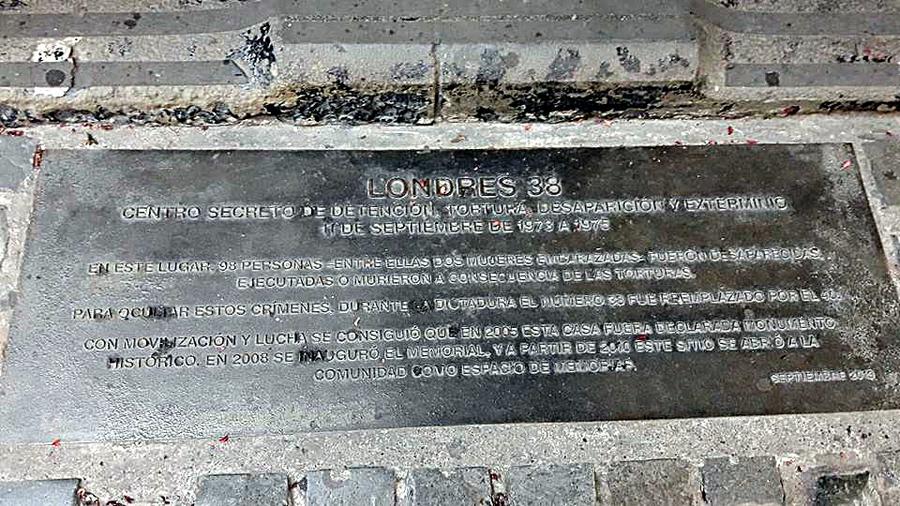 LONDRES 38
CENTRO SECRETO DE DETENCIÓN, TORTURA, DESAPARICIÓN Y EXTERMINIO
11 DE SEPTIEMBRE DE 1973 A 1975
EN ESTE LUGAR, 98 PERSONAS -ENTRE ELLAS DOS MUJERES EMBARAZADAS- FUERON DESAPARECIDAS,
EJECUTADAS O MURIERON A CONSECUENCIA DE LAS TORTURAS.
PARA OCULTAR ESTOS CRÍMENES, DURANTE LA DICTADURA EL NÚMERO 38 FUE REEMPLAZADO POR EL 40.
CON MOVILIZACIÓN Y LUCHA SE CONSIGUIÓ QUE EN 2005 ESTA CASA FUERA DECLARADA MONUMENTO
HISTÓRICO. EN 2008 SE INAUGURÓ EL MEMORIAL, Y A PARTIR DE 2010 ESTE SITIO SE ABRIÓ A LA
COMUNIDAD COMO ESPACIO DE MEMORIAS.
SEPTIEMBRE 2013